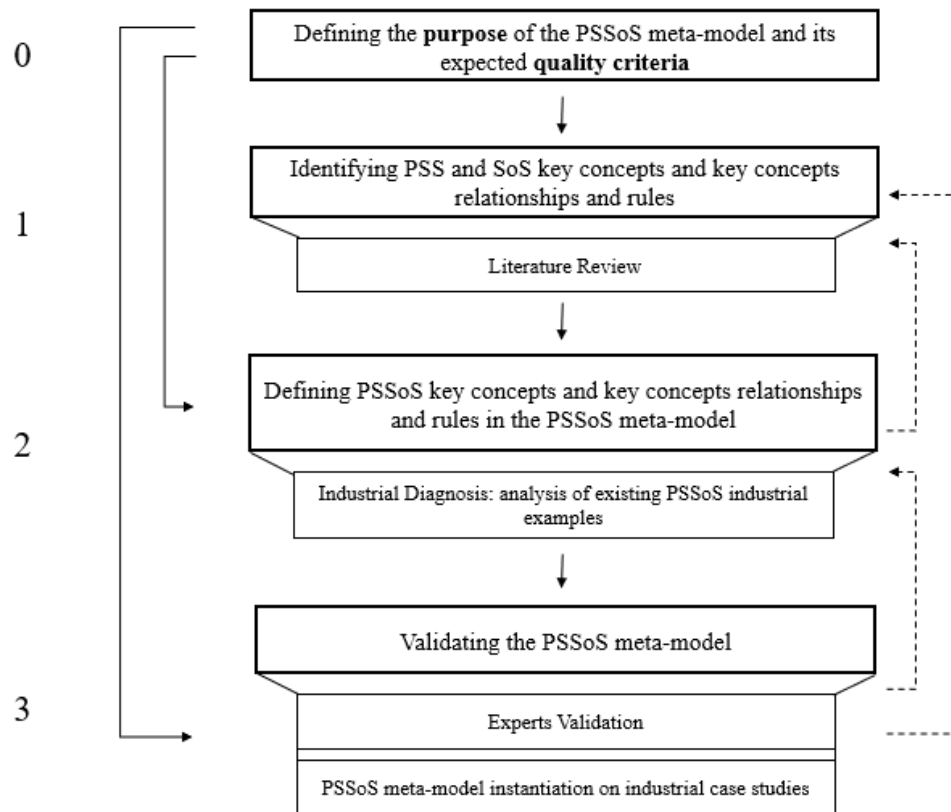 0
Defining the purpose of the PSSoS meta-model and its
expected quality criteria
1
Identifying PSS and SoS key concepts and key concepts
relationships and rules
Literature Review
2
Defining PSSoS key concepts and key concepts relationships
and rules in the PSSoS meta-model
Industrial Diagnosis: analysis of existing PSSoS industrial
examples
3
Validating the PSSoS meta-model
Experts Validation
PSSoS meta-model instantiation on industrial case studies